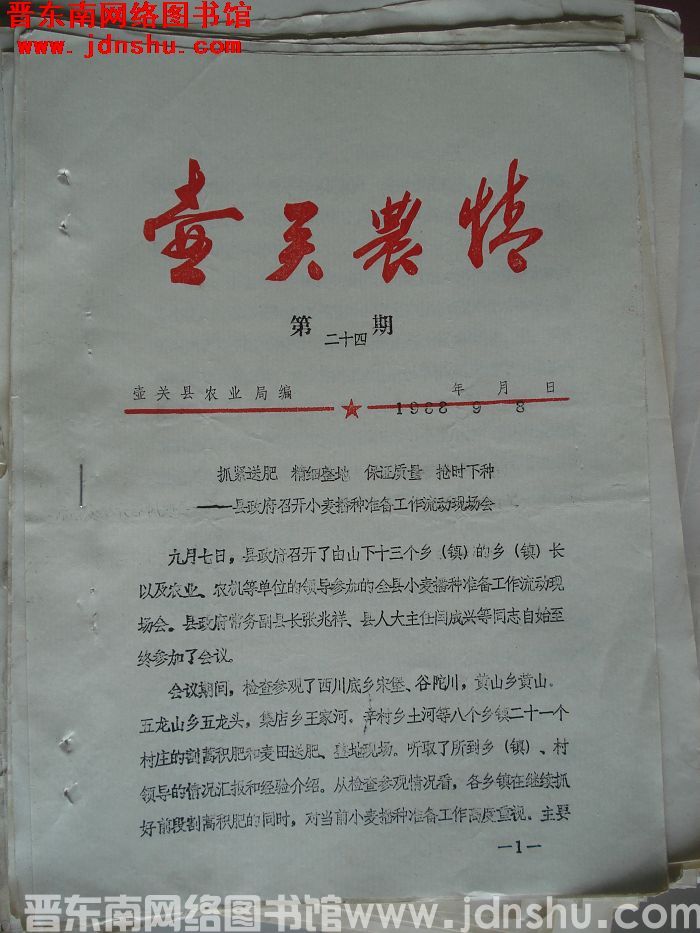 晋东南网络图书馆
www.jdnshu.com
壶关農情
第二十四期
壶关县农业局编 年 月 日
1988 9 8
抓紧送肥 精细整地 保证质量 抢时下种
——县政府召开小麦播种准备工作流动现场会
九月七日，县政府召开了由山下十三个乡（镇）的乡（镇）长
以及农业、农机等单位的领导参加的全县小麦播种准备工作流动现
场会。县政府常务副县长张兆祥、县人大主任闫成兴等同志自始至
终参加了会议。
会议期间，检查参观了西川底乡宋堡、谷陀川，黄山乡黄山。
五龙山乡五龙头，集店乡王家河，辛村乡土河等八个乡镇二十一个
村庄的割蒿积肥和麦田送肥、整地现场。听取了所到乡（镇）、村
领导的情况汇报和经验介绍。从检查参观情况看，各乡镇在继续抓
好前段割蒿积肥的同时，对当前小麦播种准备工作高度重视。主要
—1—
晋东南网络图书馆www.jdnshu.com